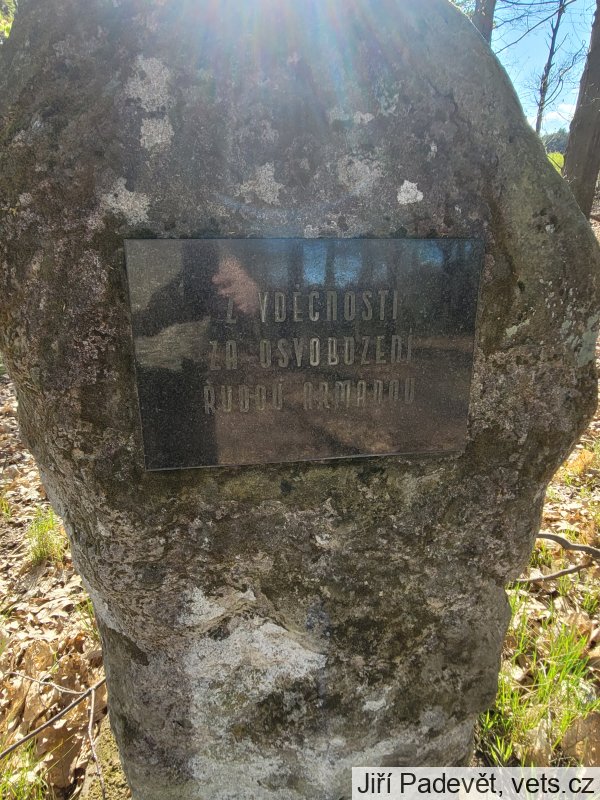 Z VDĚČNOSTI
ZA OSVOBOZENÍ
RUDOU ARMÁDOU
Jiří Padevět, vets.cz